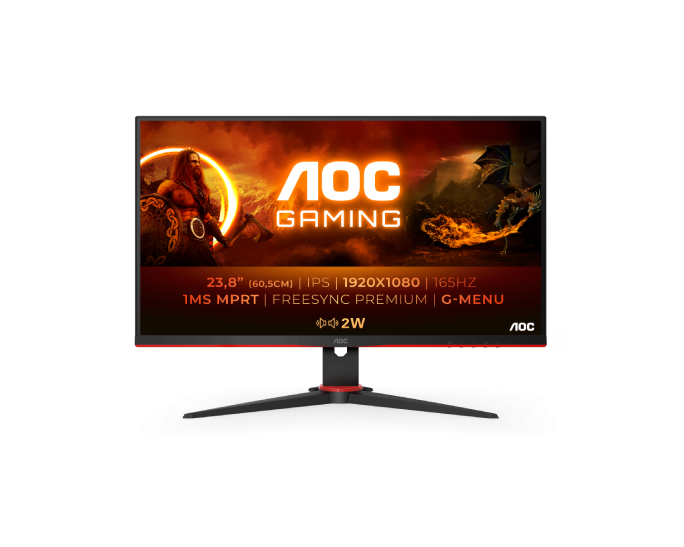 AOC
GAMING
23,8" (60,5CM) | IPS | 1920X1080 | 165HZ
1MS MPRT | FREESYNC PREMIUM | G-MENU
2W
AOC
AOC